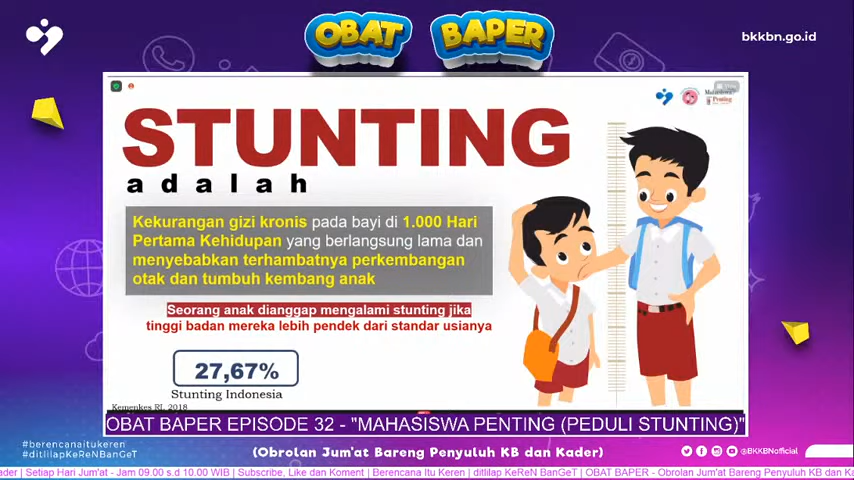 OBAT BAPER
bkkbn.go.id
STUNTING
adalah
Kekurangan gizi kronis pada bayi di 1.000 Hari
Pertama Kehidupan yang berlangsung lama dan
menyebabkan terhambatnya perkembangan
otak dan tumbuh kembang anak
Seorang anak dianggap mengalami stunting jika
tinggi badan mereka lebih pendek dari standar usianya
27,67%
Stunting Indonesia
Kemenkes RI, 2018
OBAT BAPER EPISODE 32 - "MAHASISWA PENTING (PEDULI STUNTING)"
#berencanaitukeren
#ditlilapKeReNBanGeT
(Obrolan Jum'at Bareng Penyuluh KB dan Kader)
@BKKBNofficial
ader | Setiap Hari Jum'at - Jam 09.00 s.d 10.00 WIB | Subscribe, Like dan Koment | Berencana Itu Keren | ditlilap KeReN BanGeT | OBAT BAPER - Obrolan Jum'at Bareng Penyuluh KB dan Ka